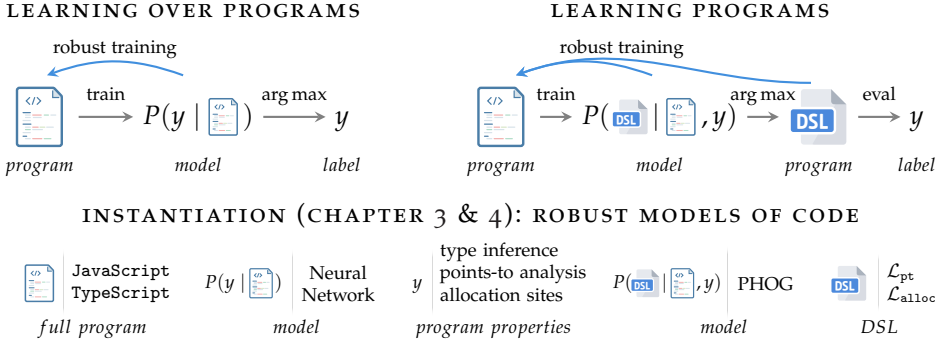 LEARNING OVER PROGRAMS
robust training
</>
train
P(y | </> )
arg max
y
program
model
label
LEARNING PROGRAMS
robust training
</>
train
P( DSL | </> , y)
arg max
DSL
eval
y
program
model
program
label
INSTANTIATION (CHAPTER 3 & 4): ROBUST MODELS OF CODE
</>
JavaScript
TypeScript
full program
P(y | </> )
Neural
Network
model
y
type inference
points-to analysis
allocation sites
program properties
P( DSL | </> , y)
PHOG
model
DSL
ℒpt
ℒalloc
DSL